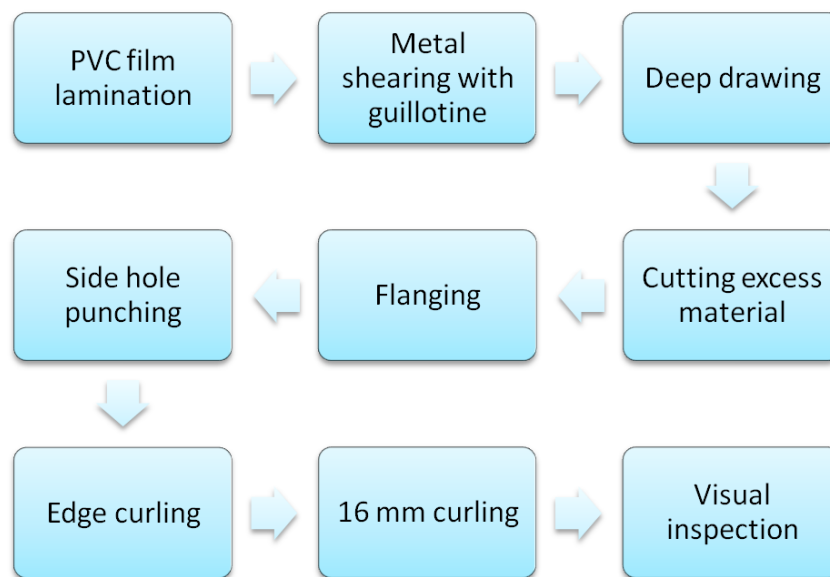 PVC film
lamination
Metal
shearing with
guillotine
Deep drawing
Cutting excess
material
Flanging
Side hole
punching
Edge curling
16 mm curling
Visual
inspection